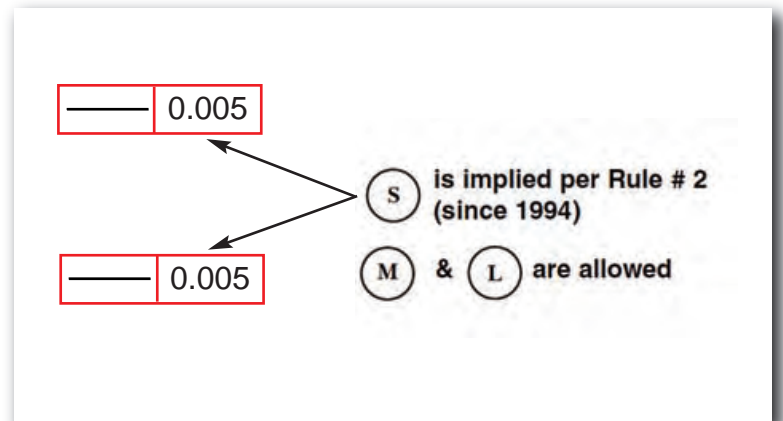 0.005
S is implied per Rule # 2
(since 1994)
0.005
M & L are allowed